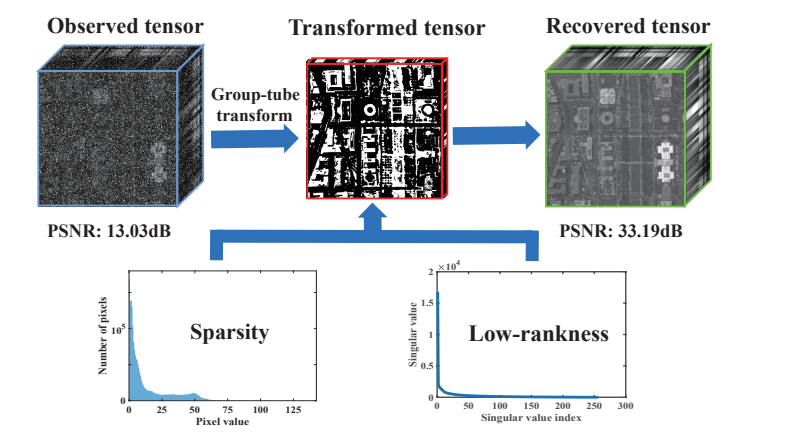 Observed tensor
Transformed tensor
Recovered tensor
Group-tube
transform
PSNR: 13.03dB
PSNR: 33.19dB
Number of pixels
10^5
0
Sparsity
0 25 50 75 100 125
Pixel value
×10^4
Singular value
2
1.5
1
0.5
0
Low-rankness
0 50 100 150 200 250 300
Singular value index